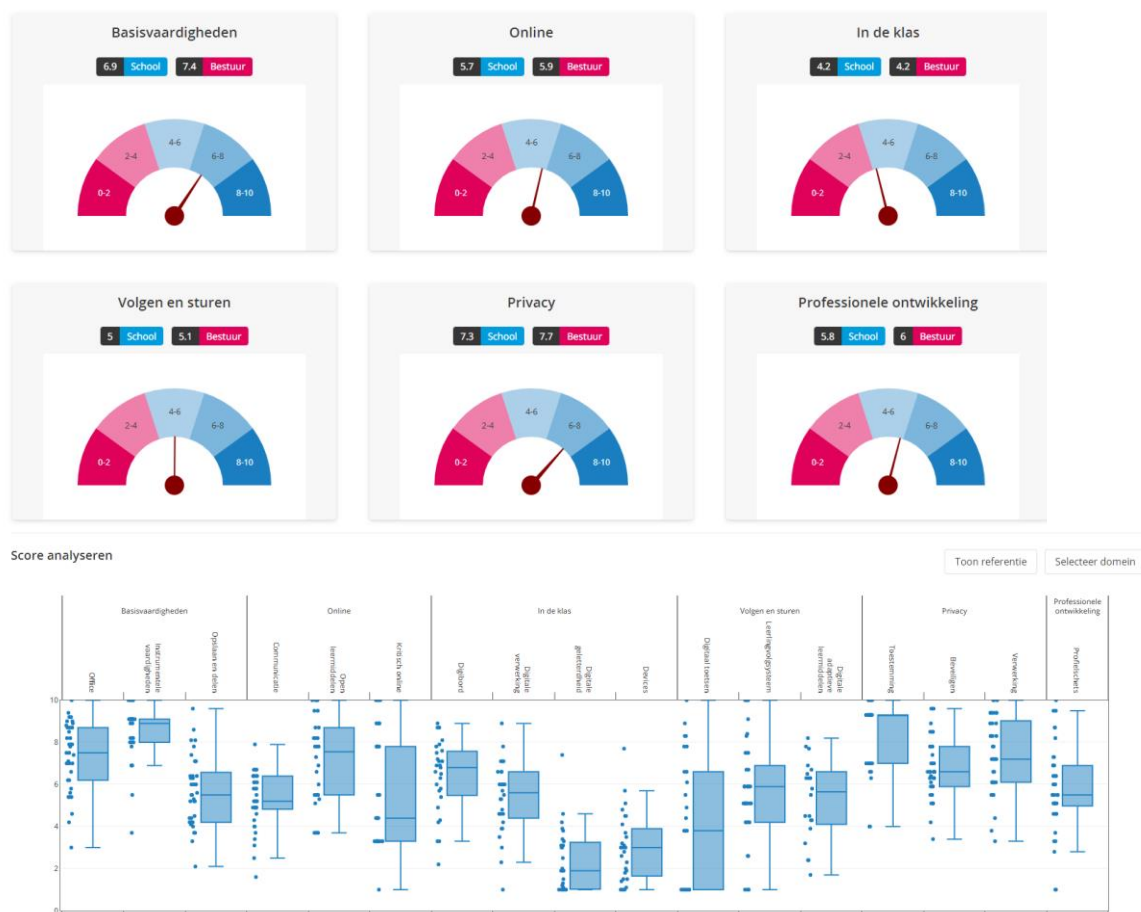 Basisvaardigheden
6.9 School 7.4 Bestuur
0-2 2-4 4-6 6-8 8-10
Online
5.7 School 5.9 Bestuur
0-2 2-4 4-6 6-8 8-10
In de klas
4.2 School 4.2 Bestuur
0-2 2-4 4-6 6-8 8-10
Volgen en sturen
5 School 5.1 Bestuur
0-2 2-4 4-6 6-8 8-10
Privacy
7.3 School 7.7 Bestuur
0-2 2-4 4-6 6-8 8-10
Professionele ontwikkeling
5.8 School 6 Bestuur
0-2 2-4 4-6 6-8 8-10
Score analyseren
Toon referentie
Selecteer domein
Basisvaardigheden
Online
In de klas
Volgen en sturen
Privacy
Professionele
ontwikkeling
Office
Instrumentele
vaardigheden
Opslaan en delen
Communicatie
Open
leermiddelen
Kritisch online
Digibord
Digitale
verwerking
Digitale
geletterdheid
Devices
Digitaal toetsen
Leerlingvolgsysteem
Digitale
adaptieve
leermiddelen
Toestemming
Beveiligen
Verwerking
Profielschets
10
8
6
4
2
0